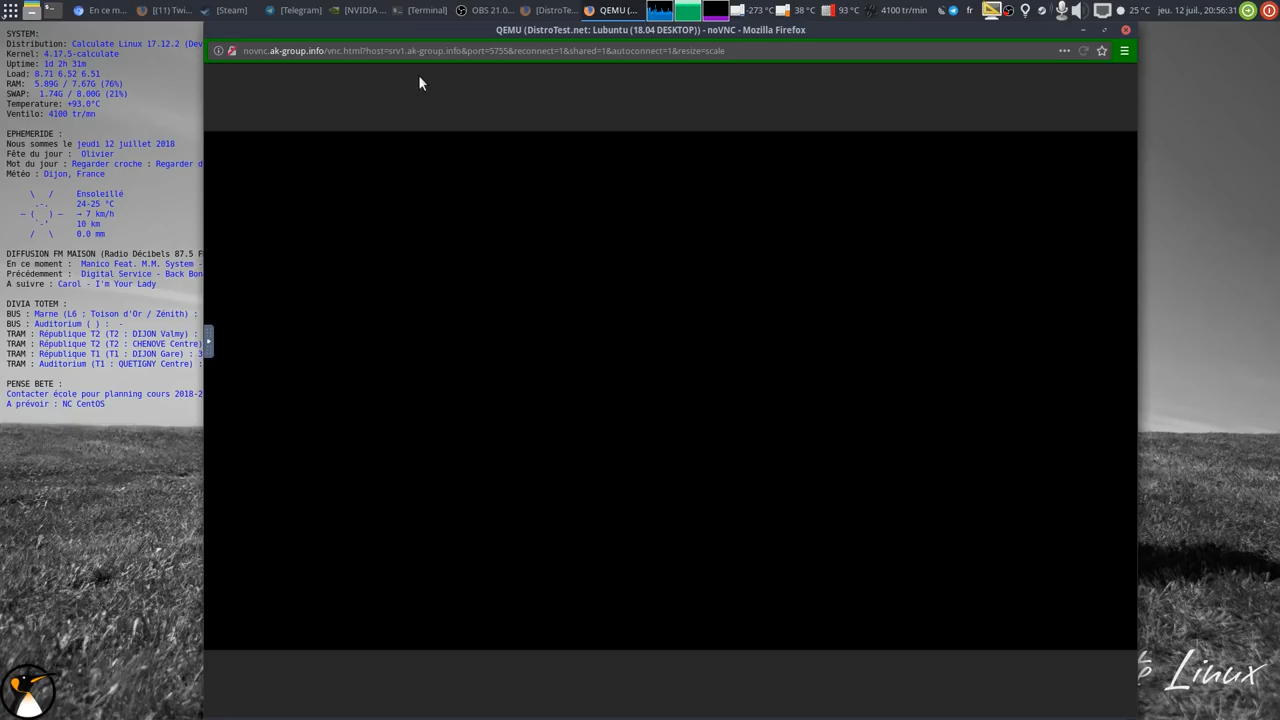 En ce m... [(1) Twi... [Steam] [Telegram] [NVIDIA ... [Terminal] OBS 21.0... [DistroTe... QEMU (... -273 °C 38 °C 93 °C 4100 tr/min 25 °C fr jeu. 12 juil., 20:56:31
QEMU (DistroTest.net: Lubuntu (18.04 DESKTOP)) - noVNC - Mozilla Firefox
novnc.ak-group.info/vnc.html?host=srv1.ak-group.info&port=5755&reconnect=1&shared=1&autoconnect=1&resize=scale
SYSTEM:
Distribution: Calculate Linux 17.12.2 (Dev
Kernel: 4.17.5-calculate
Uptime: 1d 2h 31m
Load: 8.71 6.52 6.51
RAM: 5.89G / 7.67G (76%)
SWAP: 1.74G / 8.00G (21%)
Temperature: +93.0°C
Ventilo: 4100 tr/mn
EPHEMERIDE :
Nous sommes le jeudi 12 juillet 2018
Fête du jour : Olivier
Mot du jour : Regarder croche : Regarder d
Météo : Dijon, France
Ensoleillé
24-25 °C
→ 7 km/h
10 km
0.0 mm
DIFFUSION FM MAISON (Radio Décibels 87.5 F
En ce moment : Manico Feat. M.M. System -
Précédemment : Digital Service - Back Bon
A suivre : Carol - I'm Your Lady
DIVIA TOTEM :
BUS : Marne (L6 : Toison d'Or / Zénith) :
BUS : Auditorium ( ) : -
TRAM : République T2 (T2 : DIJON Valmy) :
TRAM : République T2 (T2 : CHENOVE Centre)
TRAM : République T1 (T1 : DIJON Gare) : 3
TRAM : Auditorium (T1 : QUETIGNY Centre) :
PENSE BETE :
Contacter école pour planning cours 2018-2
A prévoir : NC CentOS
Linux